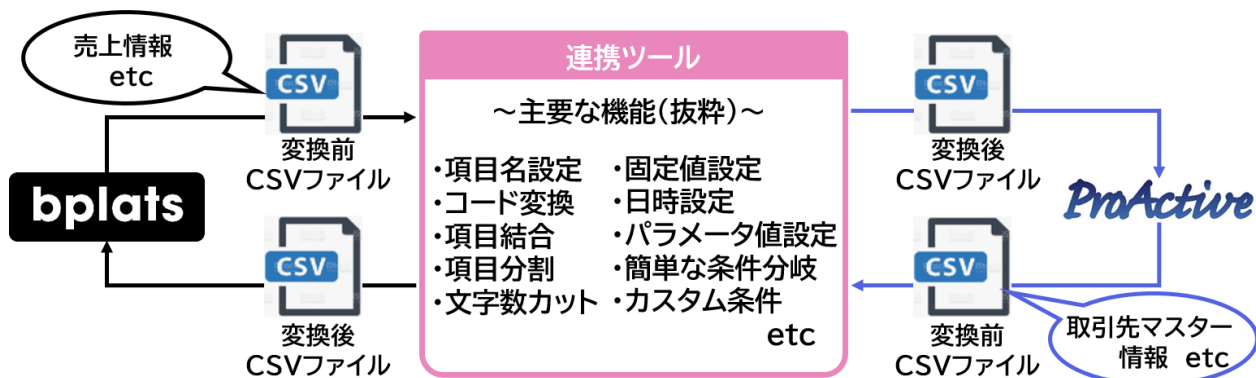 売上情報
etc
CSV
変換前
CSVファイル
bplats
CSV
変換後
CSVファイル
連携ツール
～主要な機能(抜粋)～
・項目名設定 ・固定値設定
・コード変換 ・日時設定
・項目結合 ・パラメータ値設定
・項目分割 ・簡単な条件分岐
・文字数カット ・カスタム条件
etc
CSV
変換後
CSVファイル
ProActive
CSV
変換前
CSVファイル
取引先マスター
情報 etc